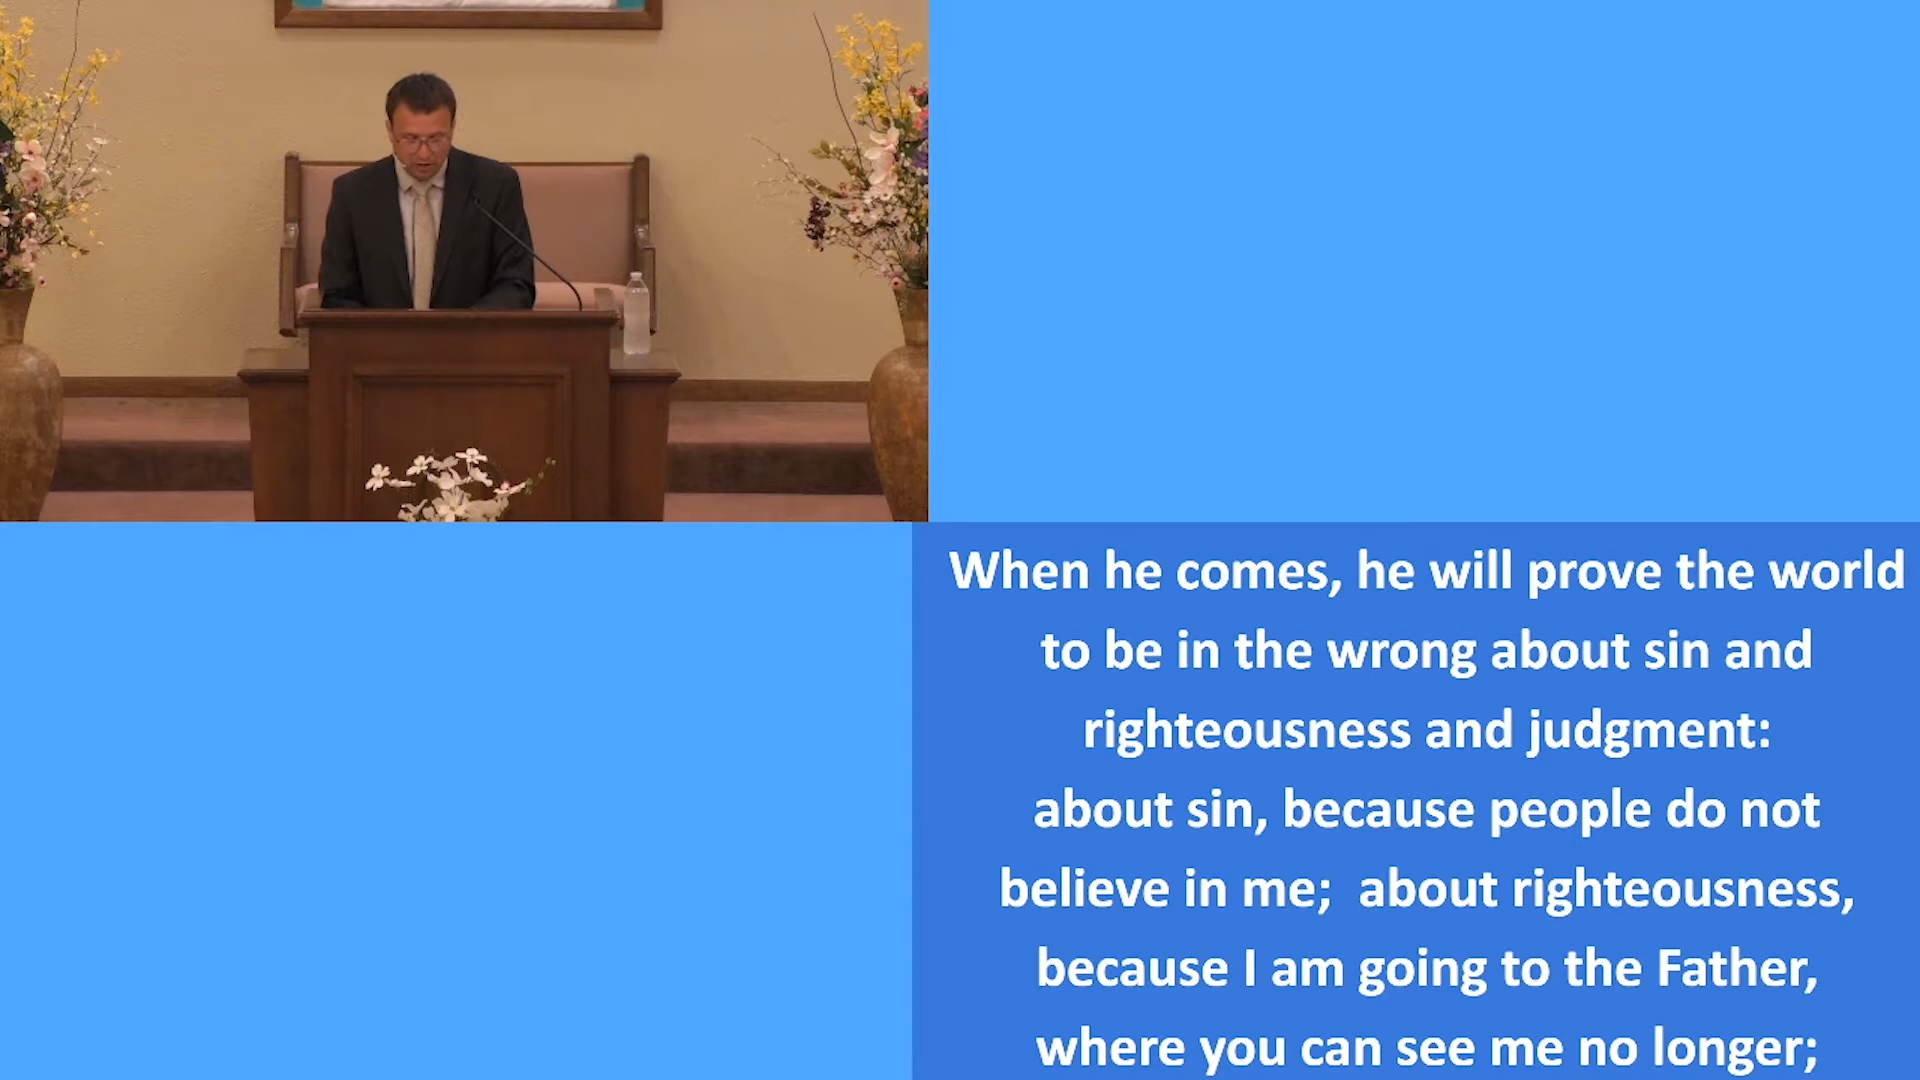 When he comes, he will prove the world
to be in the wrong about sin and
righteousness and judgment:
about sin, because people do not
believe in me;  about righteousness,
because I am going to the Father,
where you can see me no longer;